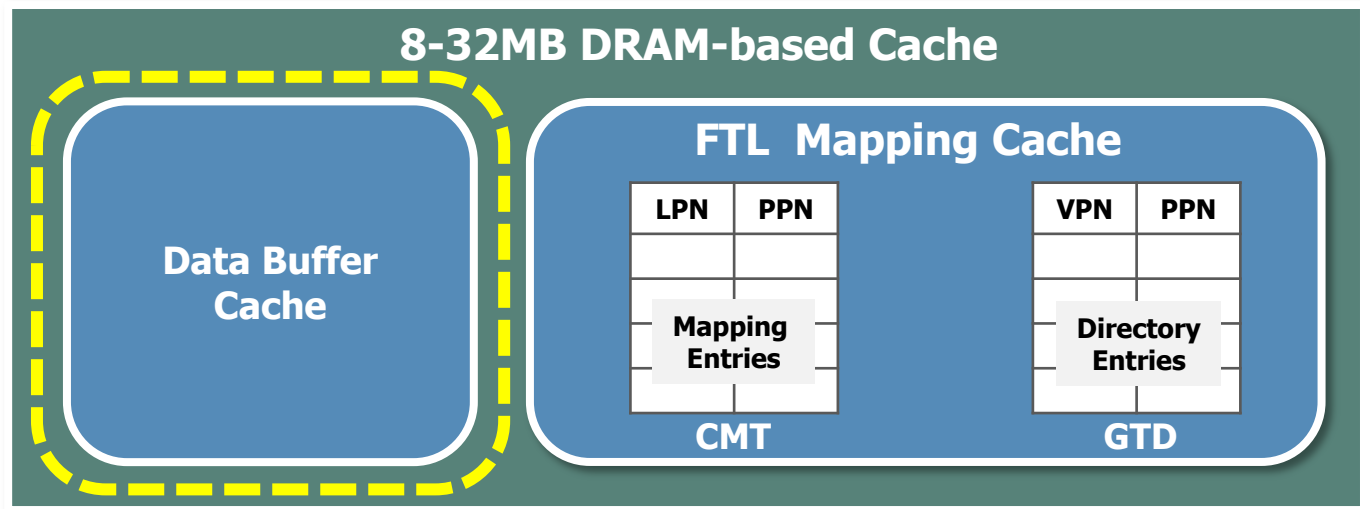 8-32MB DRAM-based Cache
Data Buffer
Cache
FTL Mapping Cache
LPN PPN
Mapping
Entries
CMT
VPN PPN
Directory
Entries
GTD